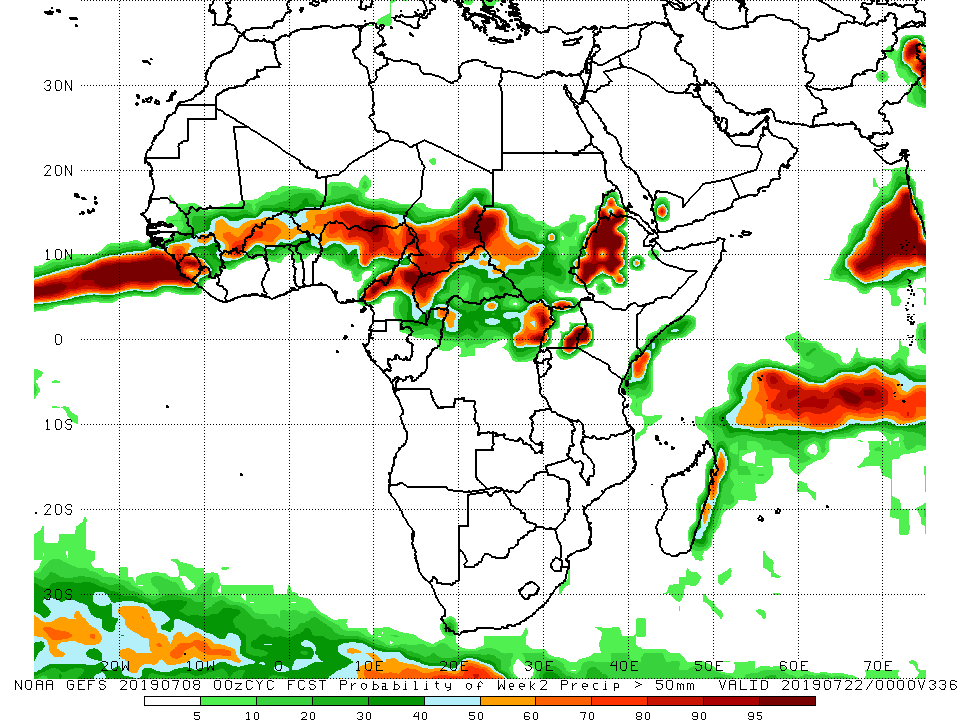 30N
20N
10N
0
10S
20S
30S
20W 10W 0 10E 20E 30E 40E 50E 60E 70E
NOAA GEFS 20190708 00zCYC FCST Probability of Week2 Precip > 50mm VALID 20190722/0000V336
5 10 20 30 40 50 60 70 80 90 95